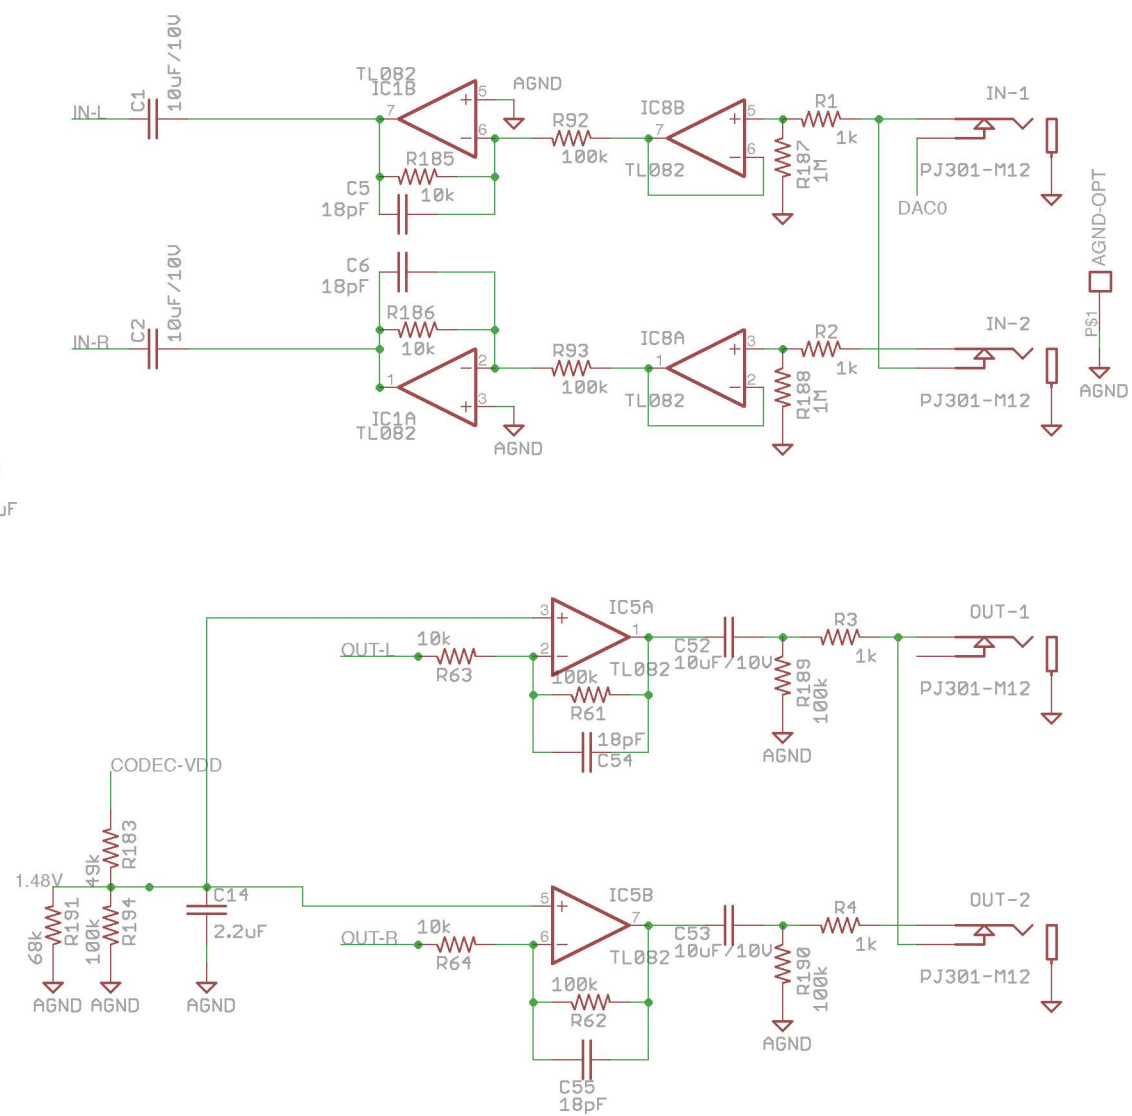 10uF/10V
C1
IN-L
TL082
IC1B
7
5
6
AGND
R92
100k
IC8B
7
5
6
TL082
R1
1k
R187
1M
IN-1
PJ301-M12
DAC0
R185
10k
C5
18pF
AGND-OPT
P$1
AGND
C6
18pF
R186
10k
10uF/10V
C2
IN-R
2
1
3
IC1A
TL082
AGND
R93
100k
IC8A
3
1
2
TL082
R2
1k
R188
1M
IN-2
PJ301-M12
uF
IC5A
3
1
2
TL082
OUT-L
10k
R63
100k
R61
18pF
C54
C52
10uF/10V
R189
100k
AGND
R3
1k
OUT-1
PJ301-M12
CODEC-VDD
R183
49k
1.48V
R191
68k
AGND
R194
100k
AGND
C14
2.2uF
AGND
IC5B
5
7
6
TL082
OUT-R
10k
R64
100k
R62
C55
18pF
C53
10uF/10V
R190
100k
AGND
R4
1k
OUT-2
PJ301-M12